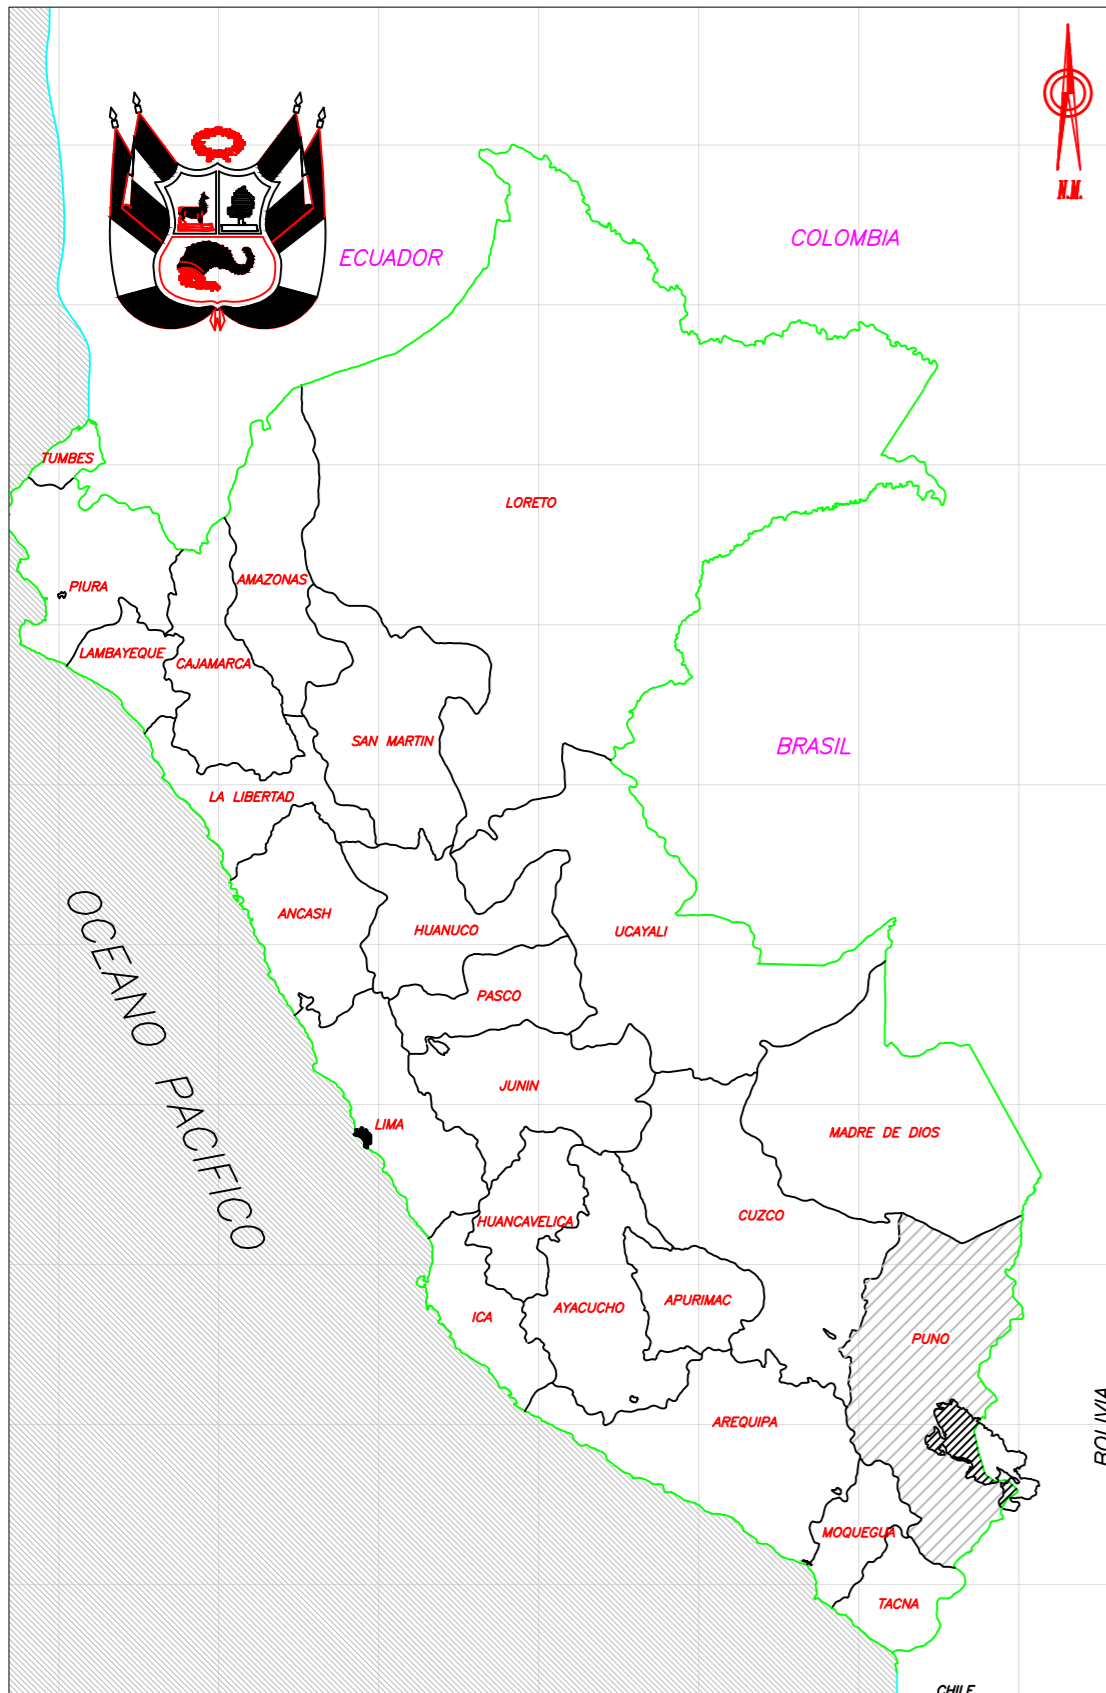 N.M.
COLOMBIA
ECUADOR
TUMBES
LORETO
AMAZONAS
PIURA
LAMBAYEQUE
CAJAMARCA
SAN MARTIN
BRASIL
LA LIBERTAD
ANCASH
HUANUCO
UCAYALI
PASCO
OCEANO PACIFICO
JUNIN
LIMA
MADRE DE DIOS
CUZCO
HUANCAVELICA
APURIMAC
AYACUCHO
ICA
PUNO
AREQUIPA
BOLIVIA
MOQUEGUA
TACNA
CHILE